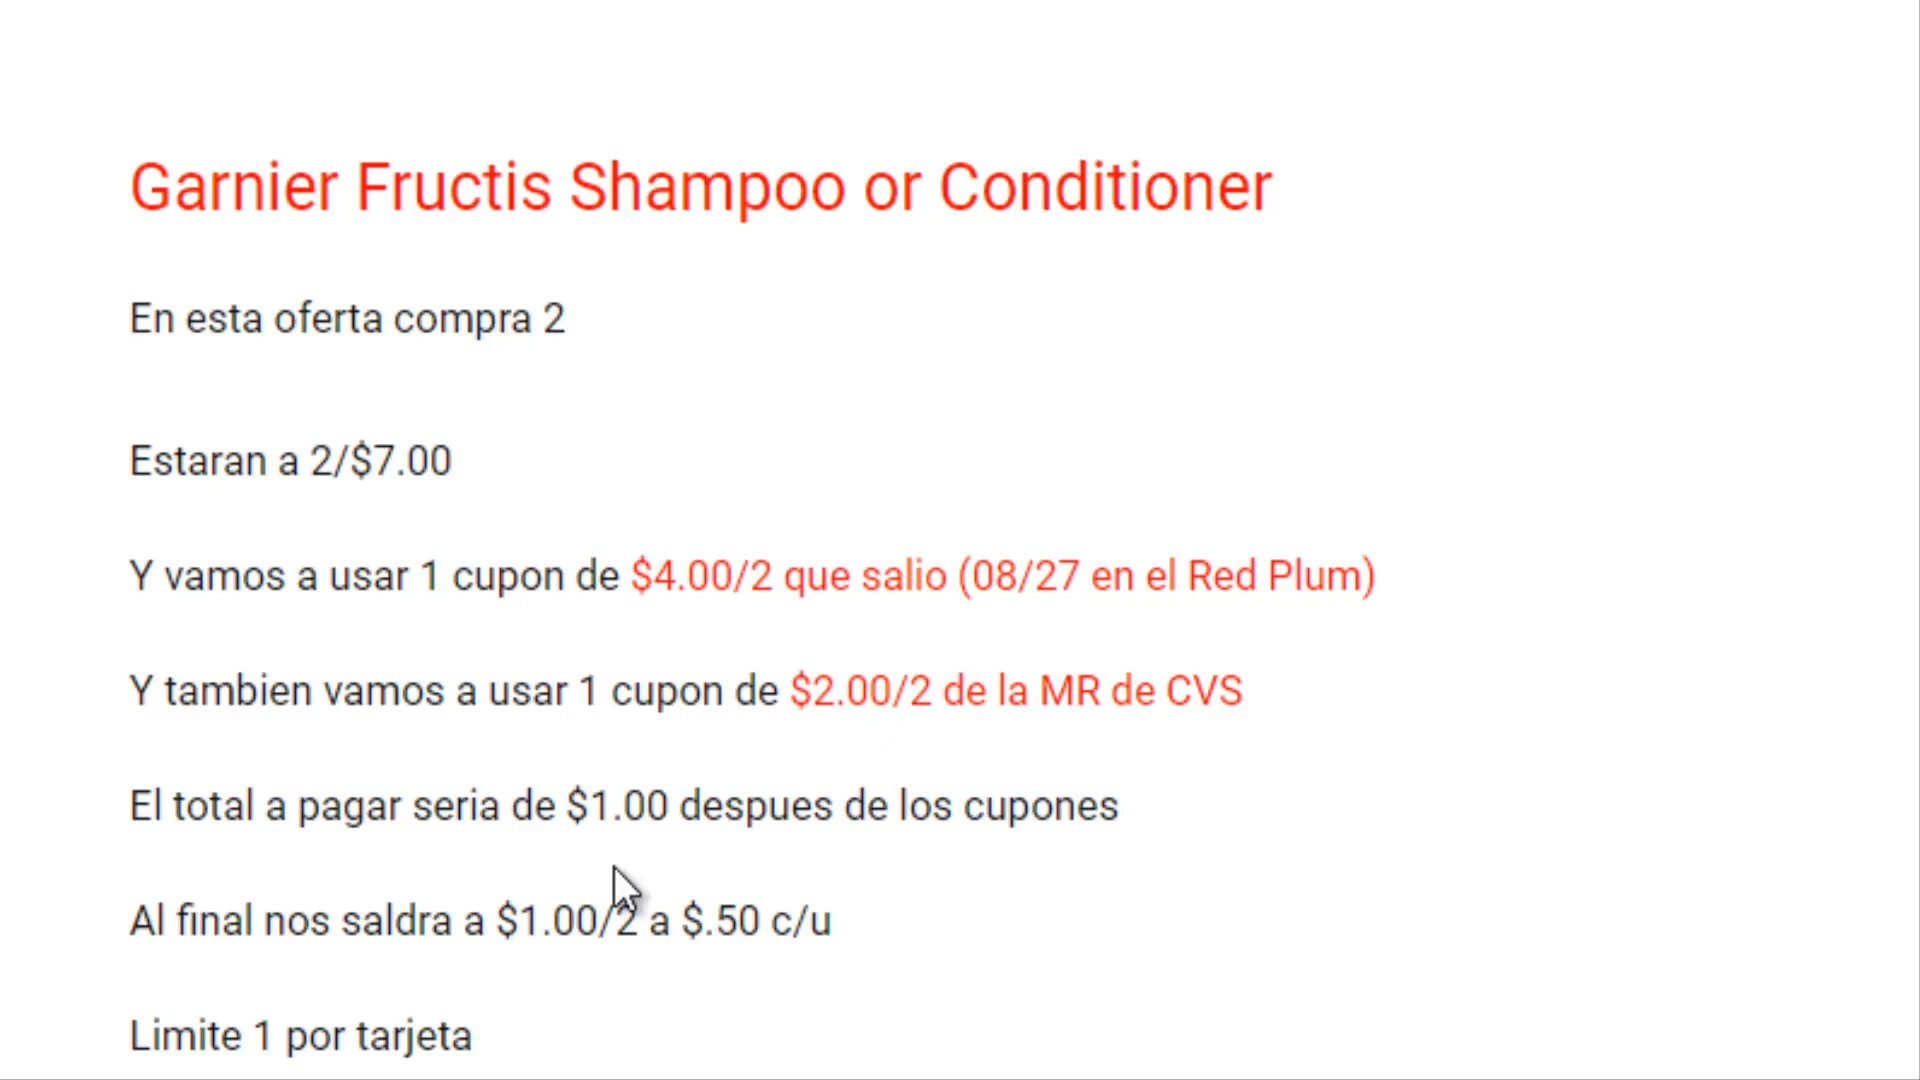 Garnier Fructis Shampoo or Conditioner
En esta oferta compra 2
Estaran a 2/$7.00
Y vamos a usar 1 cupon de $4.00/2 que salio (08/27 en el Red Plum)
Y tambien vamos a usar 1 cupon de $2.00/2 de la MR de CVS
El total a pagar seria de $1.00 despues de los cupones
Al final nos saldra a $1.00/2 a $.50 c/u
Limite 1 por tarjeta